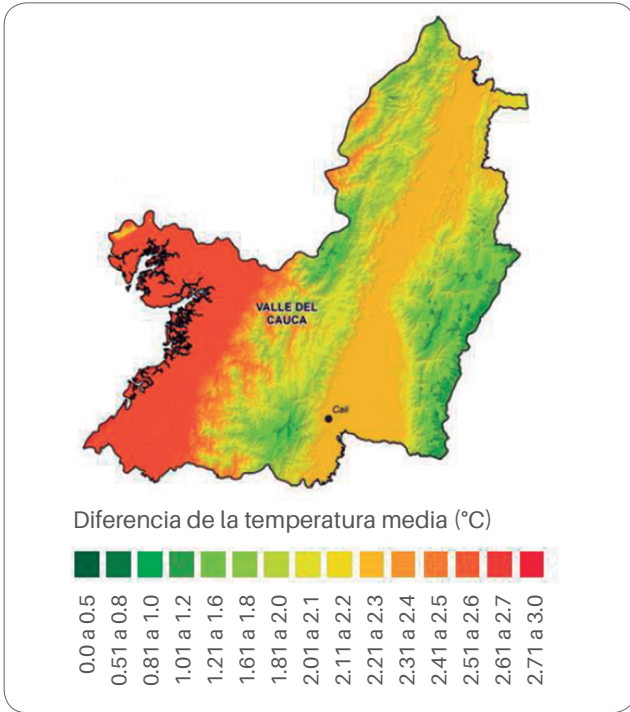 VALLE DEL
CAUCA
Cali
Diferencia de la temperatura media (°C)
0.0 a 0.5
0.51 a 0.8
0.81 a 1.0
1.01 a 1.2
1.21 a 1.6
1.61 a 1.8
1.81 a 2.0
2.01 a 2.1
2.11 a 2.2
2.21 a 2.3
2.31 a 2.4
2.41 a 2.5
2.51 a 2.6
2.61 a 2.7
2.71 a 3.0